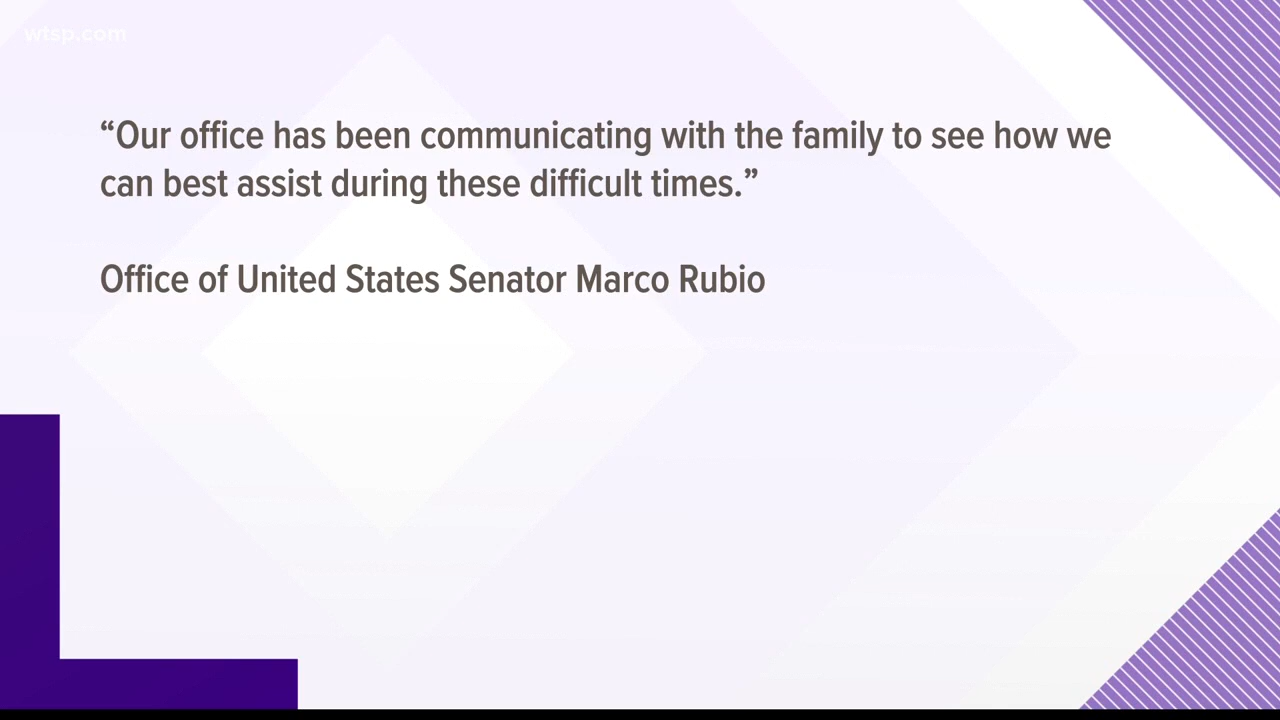 wtsp.com
“Our office has been communicating with the family to see how we
can best assist during these difficult times.”
Office of United States Senator Marco Rubio